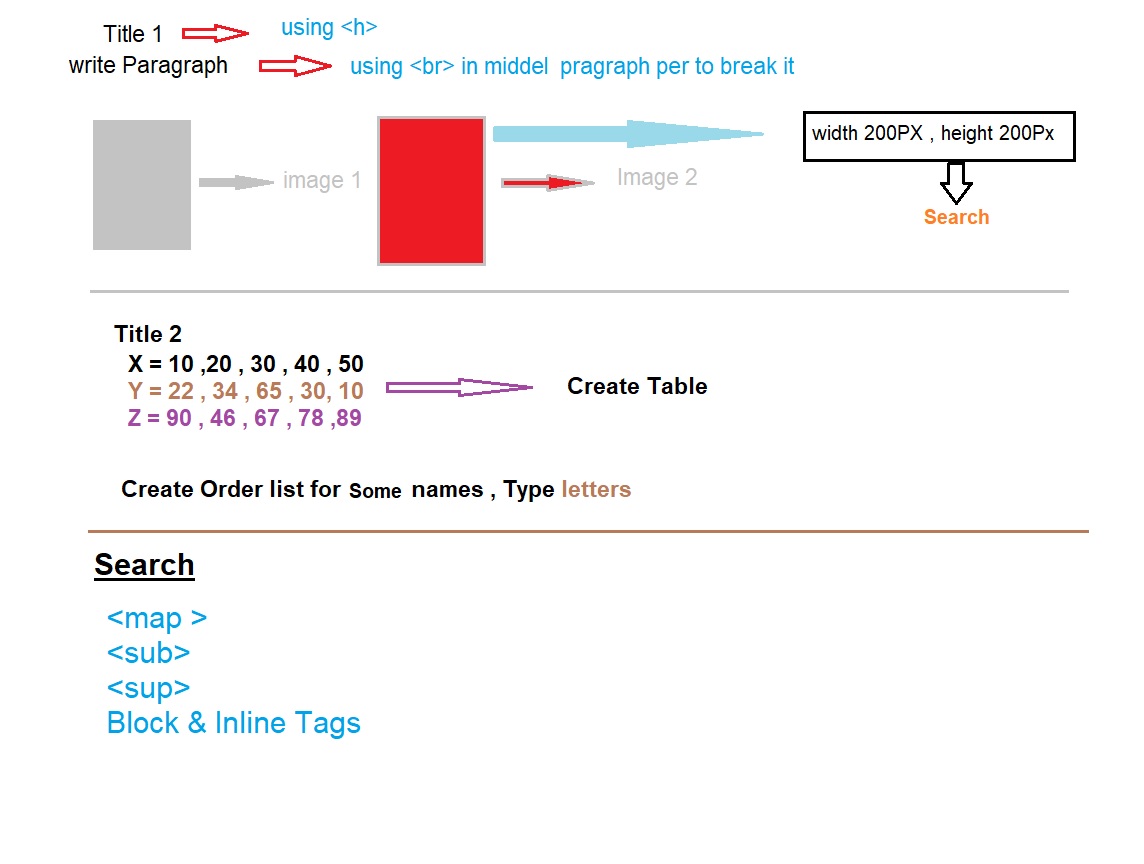 Title 1
using <h>
write Paragraph
using <br> in middel pragraph per to break it
width 200PX , height 200Px
image 1
Image 2
Search
Title 2
X = 10 ,20 , 30 , 40 , 50
Y = 22 , 34 , 65 , 30, 10
Z = 90 , 46 , 67 , 78 ,89
Create Table
Create Order list for Some names , Type letters
Search
<map >
<sub>
<sup>
Block & Inline Tags